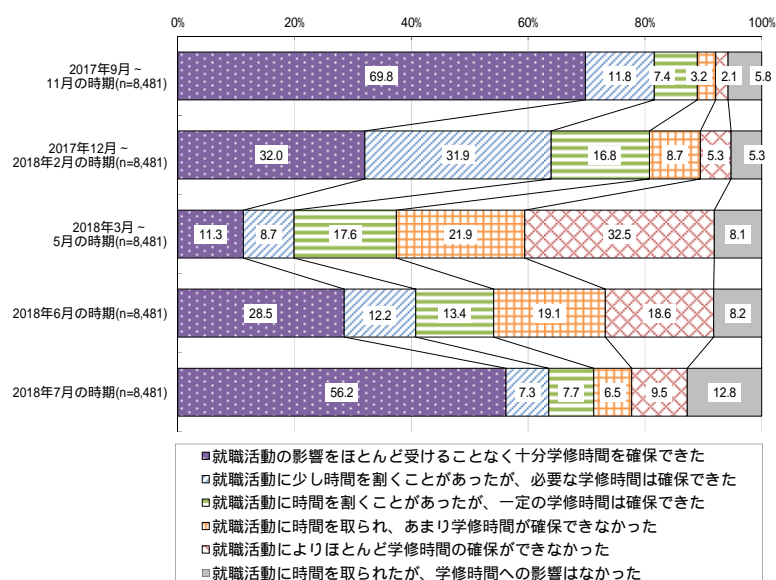 0% 20% 40% 60% 80% 100%
2017年9月～
11月の時期(n=8,481)
69.8 11.8 7.4 3.2 2.1 5.8
2017年12月～
2018年2月の時期(n=8,481)
32.0 31.9 16.8 8.7 5.3 5.3
2018年3月～
5月の時期(n=8,481)
11.3 8.7 17.6 21.9 32.5 8.1
2018年6月の時期(n=8,481)
28.5 12.2 13.4 19.1 18.6 8.2
2018年7月の時期(n=8,481)
56.2 7.3 7.7 6.5 9.5 12.8
就職活動の影響をほとんど受けることなく十分学修時間を確保できた
就職活動に少し時間を割くことがあったが、必要な学修時間は確保できた
就職活動に時間を割くことがあったが、一定の学修時間は確保できた
就職活動に時間を取られ、あまり学修時間が確保できなかった
就職活動によりほとんど学修時間の確保ができなかった
就職活動に時間を取られたが、学修時間への影響はなかった